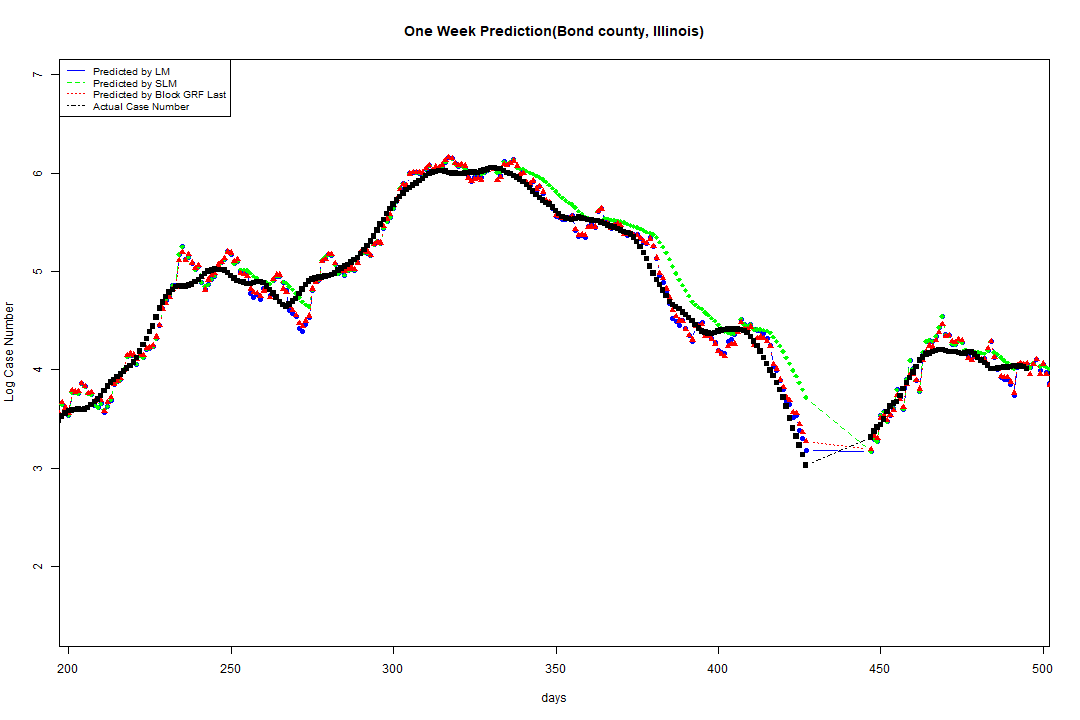 One Week Prediction(Bond county, Illinois)
Predicted by LM
Predicted by SLM
Predicted by Block GRF Last
Actual Case Number
Log Case Number
7
6
5
4
3
2
200 250 300 350 400 450 500
days